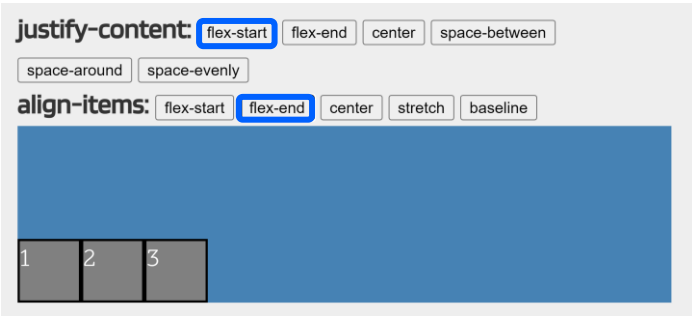 justify-content: flex-start flex-end center space-between
space-around space-evenly
align-items: flex-start flex-end center stretch baseline
1 2 3